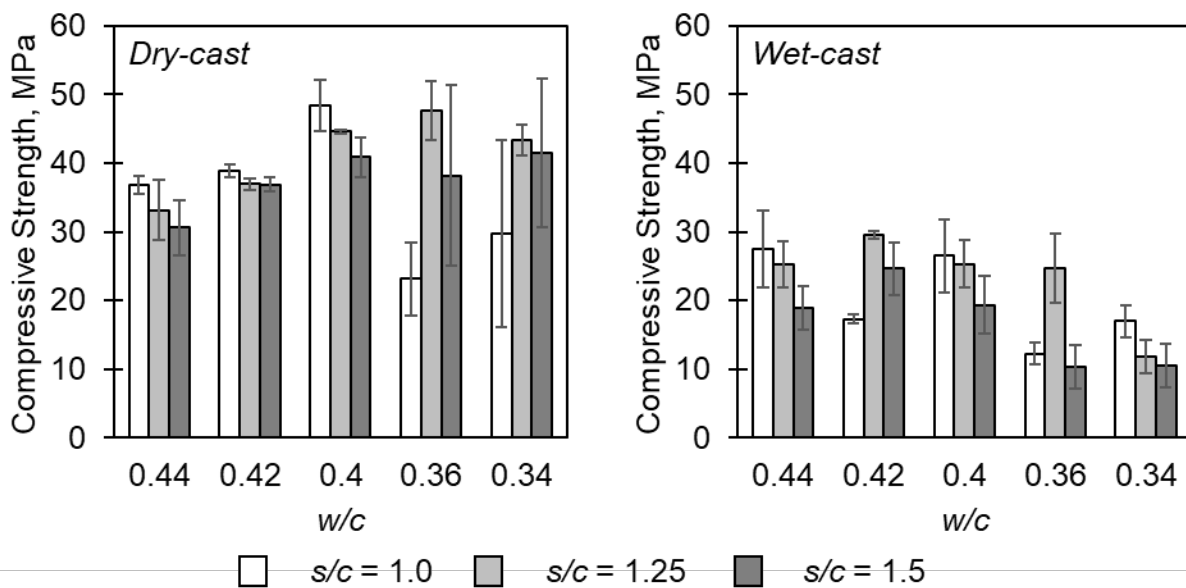 Compressive Strength, MPa
60
50
40
30
20
10
0
Dry-cast
0.44 0.42 0.4 0.36 0.34
w/c
Compressive Strength, MPa
60
50
40
30
20
10
0
Wet-cast
0.44 0.42 0.4 0.36 0.34
w/c
s/c = 1.0 s/c = 1.25 s/c = 1.5